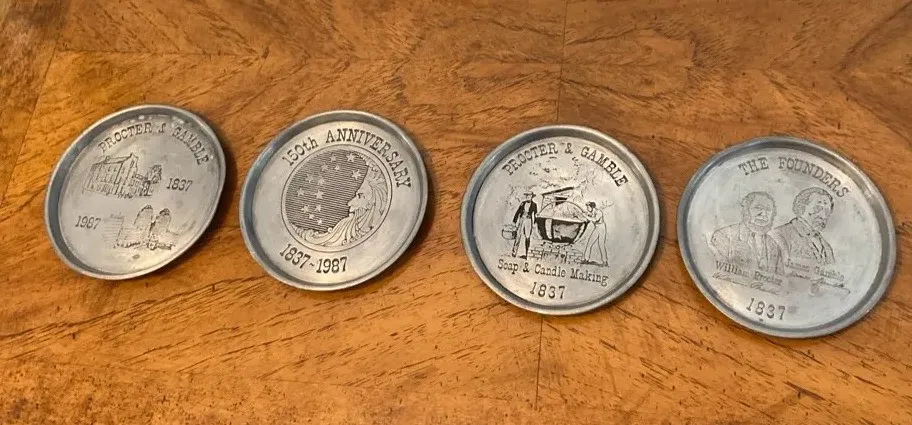 PROCTER & GAMBLE
1837
1987
150th ANNIVERSARY
1837-1987
PROCTER & GAMBLE
Soap & Candle Making
1837
THE FOUNDERS
William Procter
James Gamble
1837